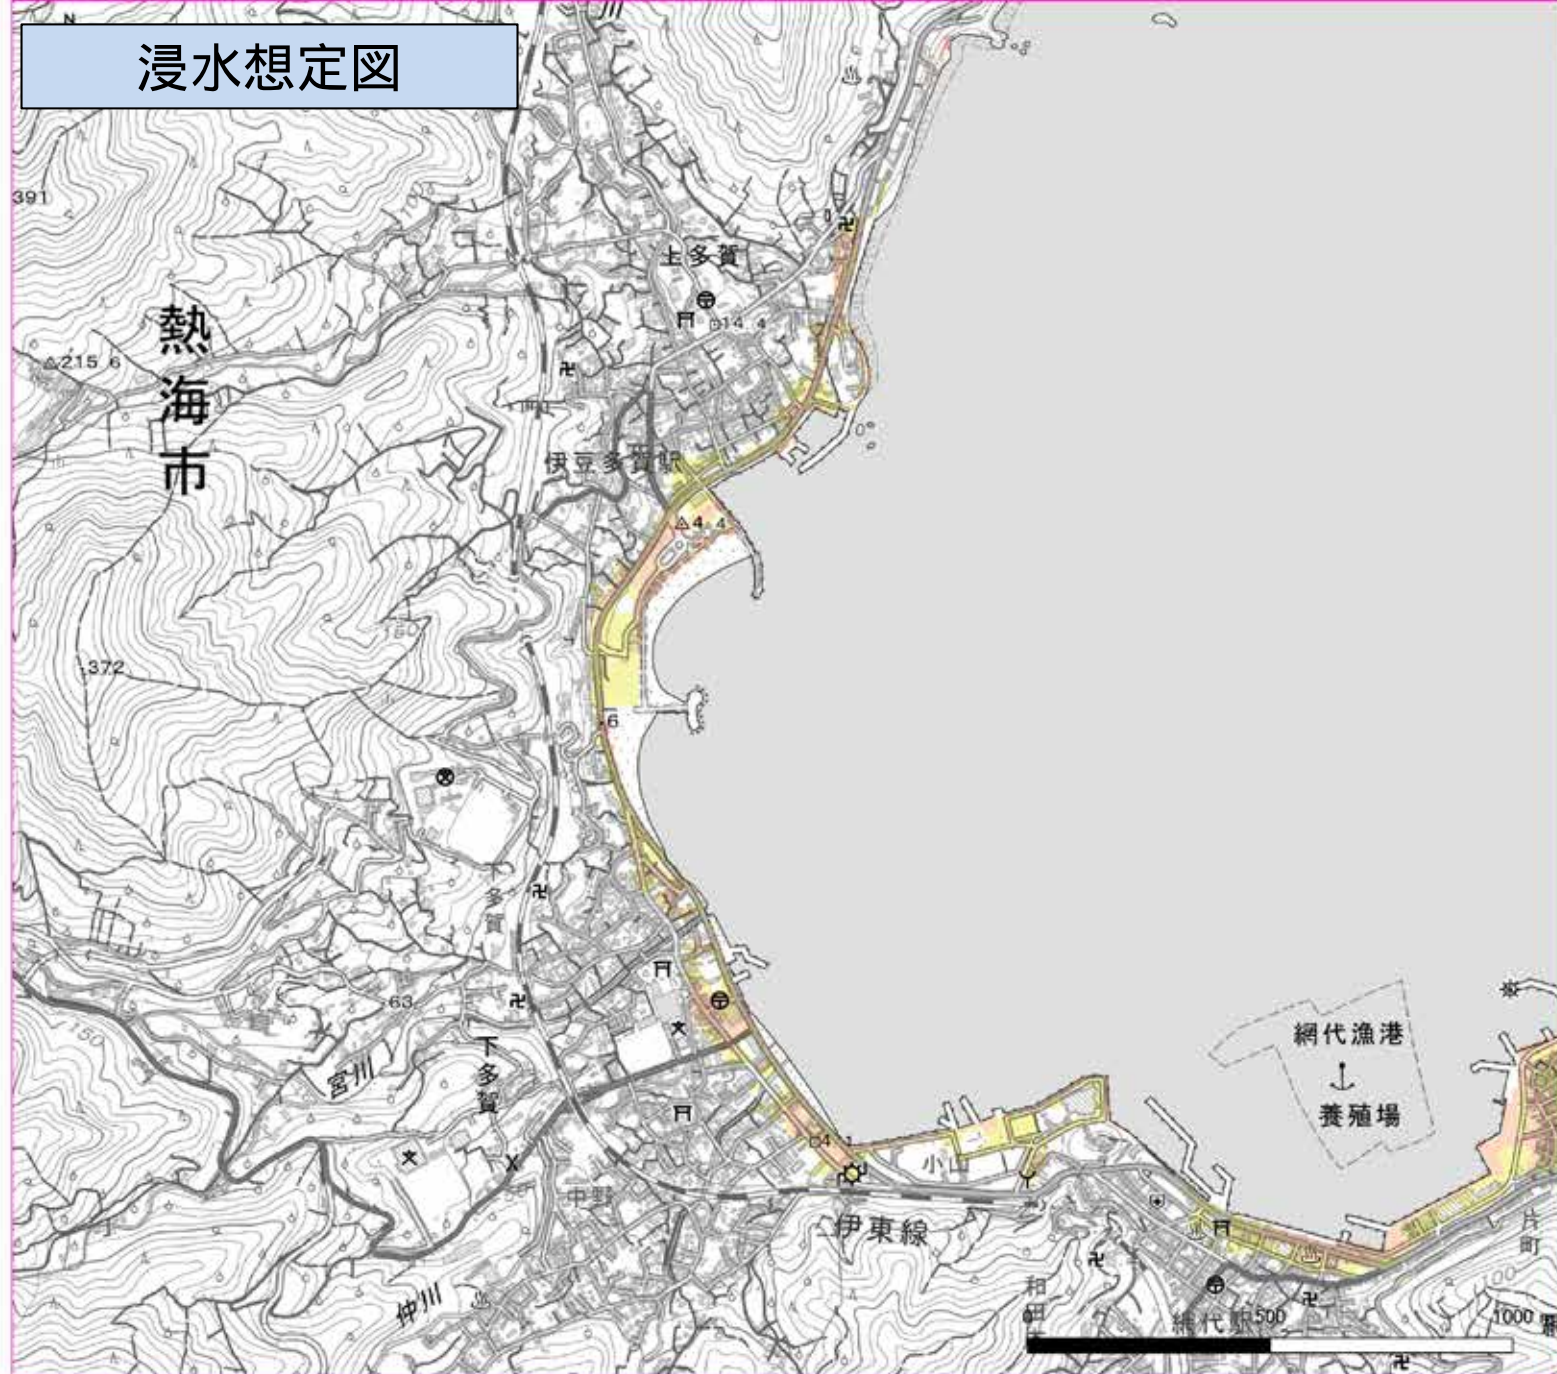 浸水想定図
N
391
上多賀
14.4
熱海市
215.6
伊豆多賀駅
4.4
150
372
6
下多賀
63
150
宮川
下多賀
網代漁港
養殖場
4.1
小山
中野
伊東線
片町
仲川
網代駅
500
1000